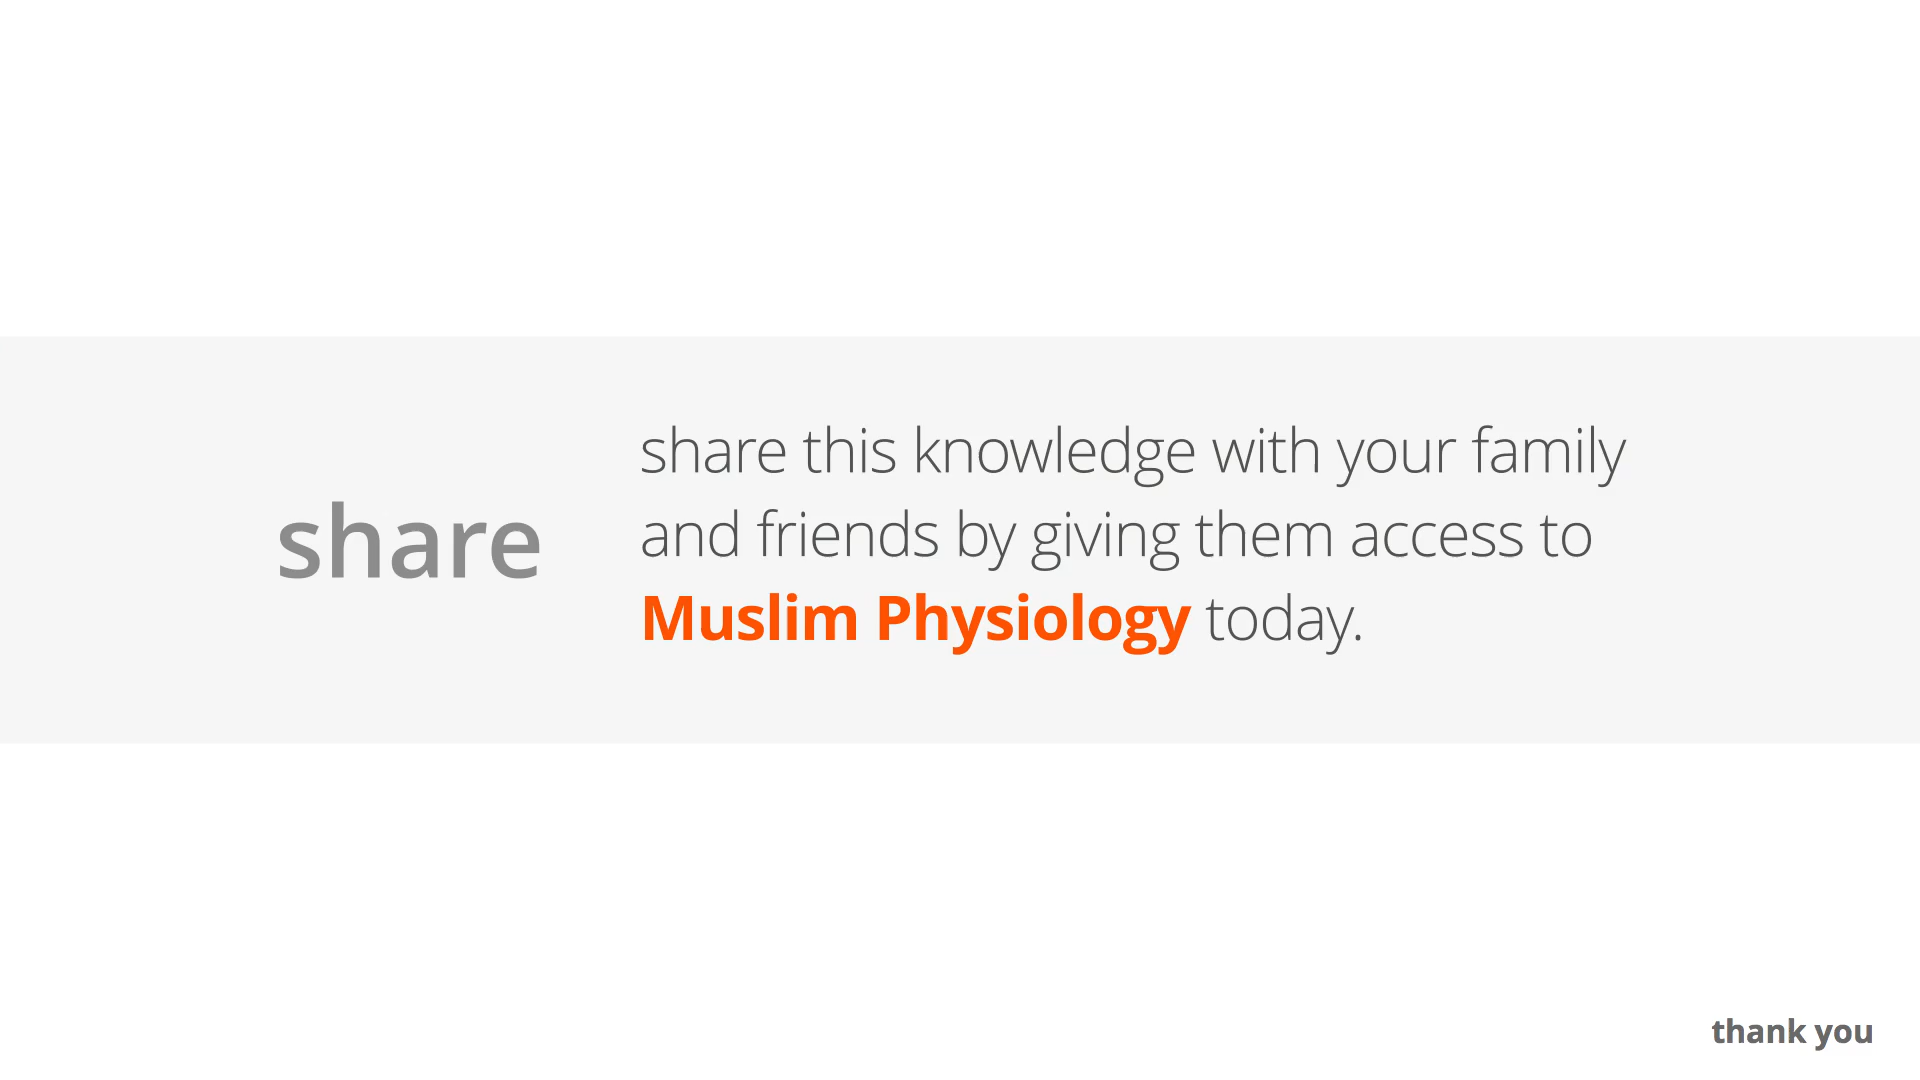 share
share this knowledge with your family
and friends by giving them access to
Muslim Physiology today.
thank you